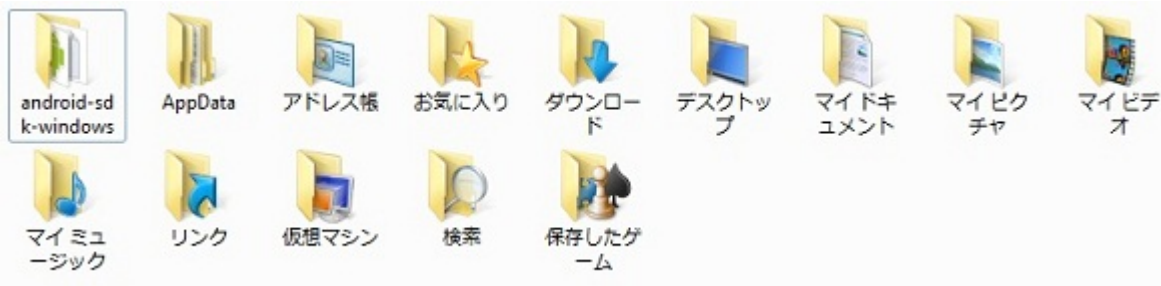 android-sd
k-windows
AppData
アドレス帳
お気に入り
ダウンロー
ド
デスクトッ
プ
マイ ドキ
ュメント
マイ ピク
チャ
マイ ビデ
オ
マイ ミュ
ージック
リンク
仮想マシン
検索
保存したゲ
ーム